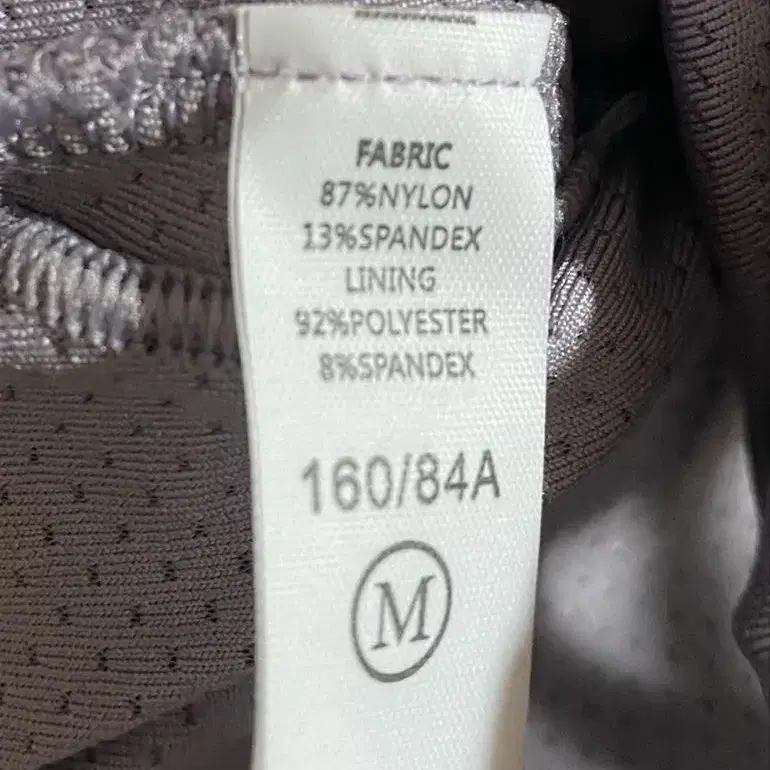 FABRIC
87%NYLON
13%SPANDEX
LINING
92%POLYESTER
8%SPANDEX
160/84A
M